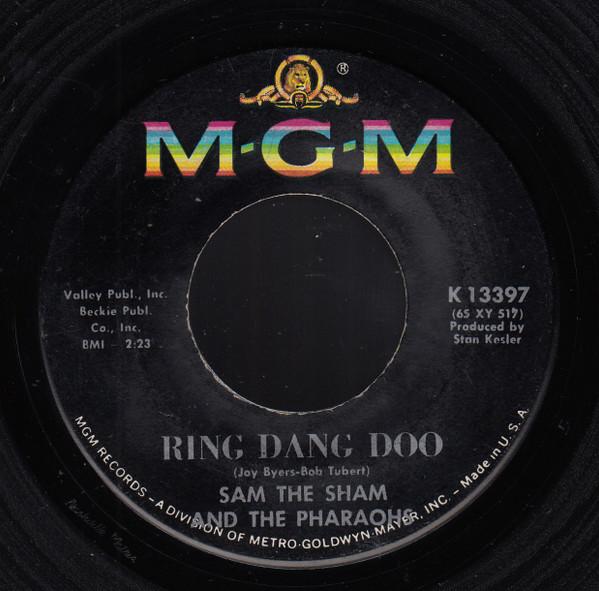 ®
M·G·M
Valley Publ., Inc.
Beckie Publ.
Co., Inc.
BMI – 2:23
K 13397
(65 XY 517)
Produced by
Stan Kesler
RING DANG DOO
(Joy Byers-Bob Tubert)
SAM THE SHAM
AND THE PHARAOHS
MGM RECORDS – A DIVISION OF METRO-GOLDWYN-MAYER, INC. – Made in U. S. A.